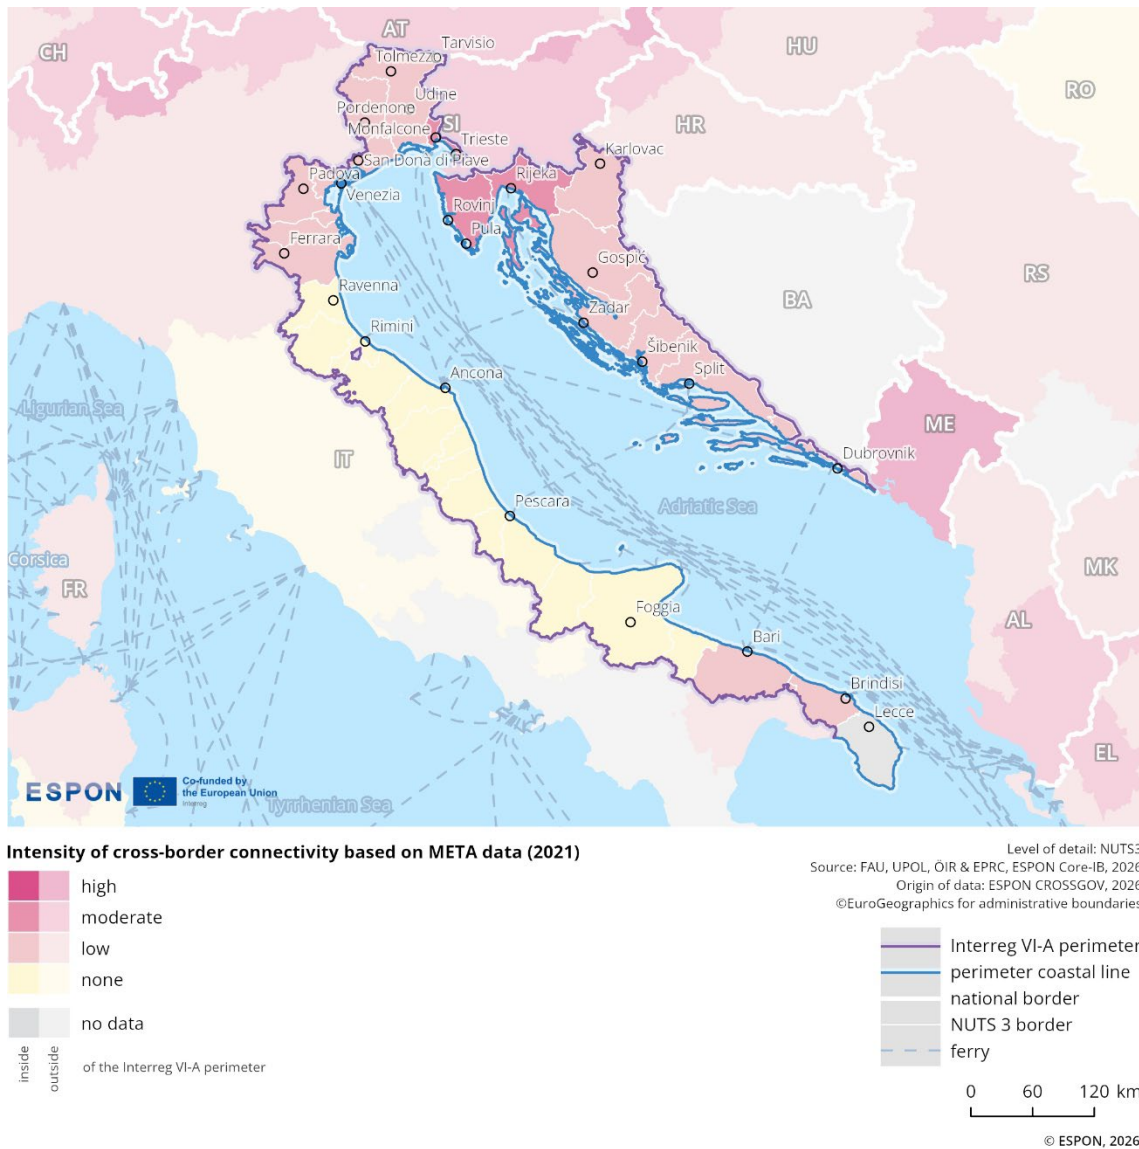 CH
AT
Tarvisio
HU
Tolmezzo
RO
Udine
Pordenone
Monfalcone
SI
Trieste
HR
Karlovac
San Dona di Piave
Padova
Venezia
Rijeka
Rovinj
Pula
Ferrara
Gospić
RS
BA
Ravenna
Zadar
Rimini
Šibenik
Split
Ancona
Ligurian Sea
ME
IT
Dubrovnik
Pescara
Adriatic Sea
Corsica
FR
MK
Foggia
AL
Bari
Brindisi
Lecce
EL
ESPON
Co-funded by
the European Union
Interreg
Tyrrhenian Sea
Intensity of cross-border connectivity based on META data (2021)
high
moderate
low
none
no data
inside
outside
of the Interreg VI-A perimeter
Level of detail: NUTS3
Source: FAU, UPOL, ÖIR & EPRC, ESPON Core-IB, 2026
Origin of data: ESPON CROSSGOV, 2026
©EuroGeographics for administrative boundaries
Interreg VI-A perimeter
perimeter coastal line
national border
NUTS 3 border
ferry
0 60 120 km
© ESPON, 2026